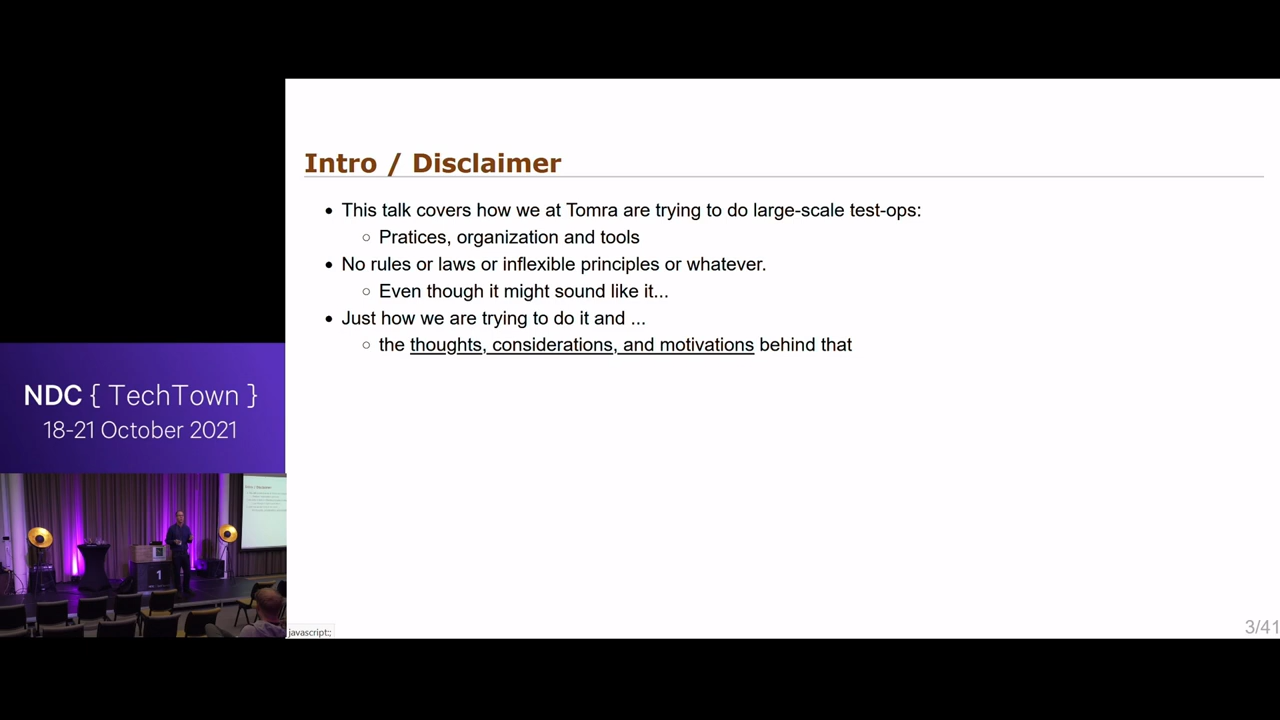 Intro / Disclaimer
This talk covers how we at Tomra are trying to do large-scale test-ops:
Pratices, organization and tools
No rules or laws or inflexible principles or whatever.
Even though it might sound like it...
Just how we are trying to do it and ...
the thoughts, considerations, and motivations behind that
NDC { TechTown }
18-21 October 2021
Intro / Disclaimer
1
javascript:;
3/41